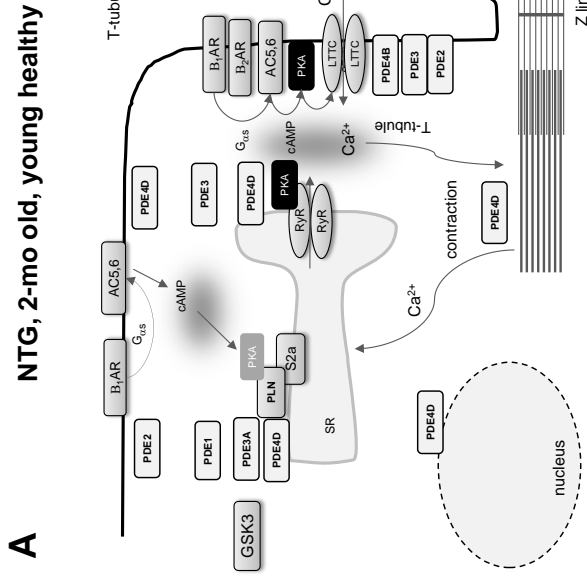 A
NTG, 2-mo old, young healthy
T-tubu
B₁AR
Gαs
AC5,6
cAMP
PDE2
PDE1
PDE3A
PDE4D
GSK3
PLN
PKA
S2a
SR
PDE4D
PDE3
PDE4D
PKA
RyR
RyR
B₁AR
B₂AR
AC5,6
PKA
LTTC
LTTC
PDE4B
PDE3
PDE2
Gαs
cAMP
Ca²⁺
T-tubule
contraction
PDE4D
Ca²⁺
PDE4D
nucleus
Z lin